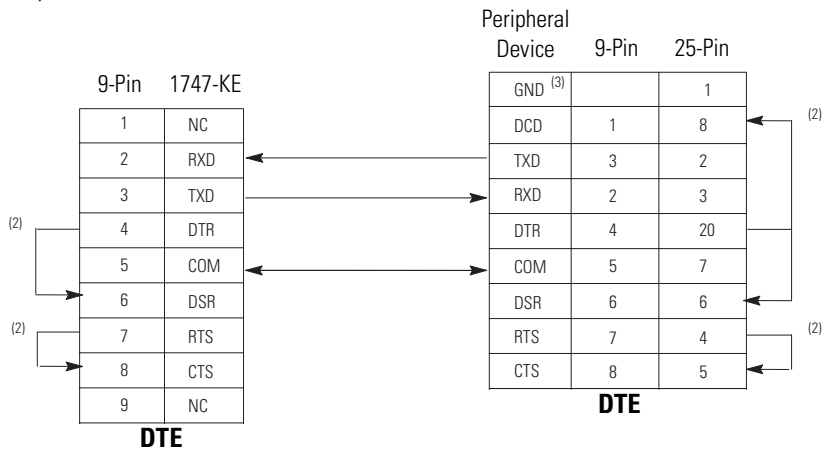 Peripheral
Device 9-Pin 25-Pin
GND (3) 1
DCD 1 8 (2)
TXD 3 2
RXD 2 3
DTR 4 20
COM 5 7
DSR 6 6
RTS 7 4 (2)
CTS 8 5
DTE
9-Pin 1747-KE
1 NC
2 RXD
3 TXD
(2) 4 DTR
5 COM
6 DSR
(2) 7 RTS
8 CTS
9 NC
DTE